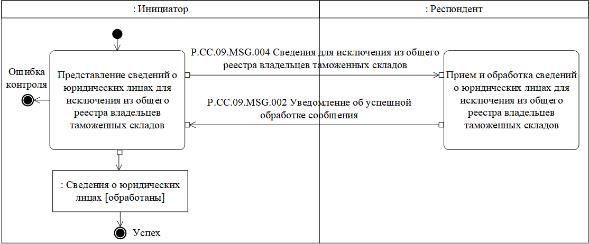 : Инициатор
: Респондент
P.CC.09.MSG.004 Сведения для исключения из общего
реестра владельцев таможенных складов
Ошибка
контроля
Представление сведений о
юридических лицах для
исключения из общего
реестра владельцев
таможенных складов
Прием и обработка сведений
о юридических лицах для
исключения из общего
реестра владельцев
таможенных складов
P.CC.09.MSG.002 Уведомление об успешной
обработке сообщения
: Сведения о юридических
лицах [обработаны]
Успех